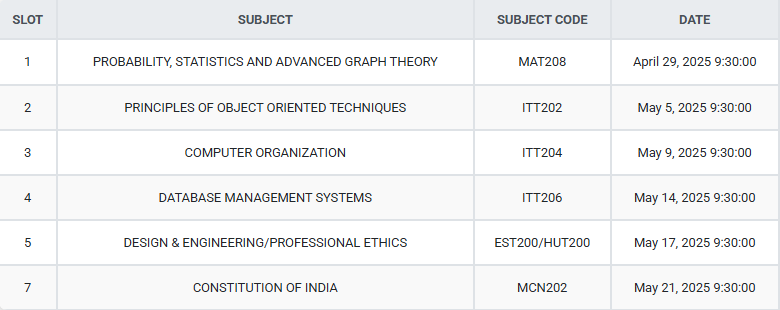 SLOT SUBJECT SUBJECT CODE DATE
1 PROBABILITY, STATISTICS AND ADVANCED GRAPH THEORY MAT208 April 29, 2025 9:30:00
2 PRINCIPLES OF OBJECT ORIENTED TECHNIQUES ITT202 May 5, 2025 9:30:00
3 COMPUTER ORGANIZATION ITT204 May 9, 2025 9:30:00
4 DATABASE MANAGEMENT SYSTEMS ITT206 May 14, 2025 9:30:00
5 DESIGN & ENGINEERING/PROFESSIONAL ETHICS EST200/HUT200 May 17, 2025 9:30:00
7 CONSTITUTION OF INDIA MCN202 May 21, 2025 9:30:00